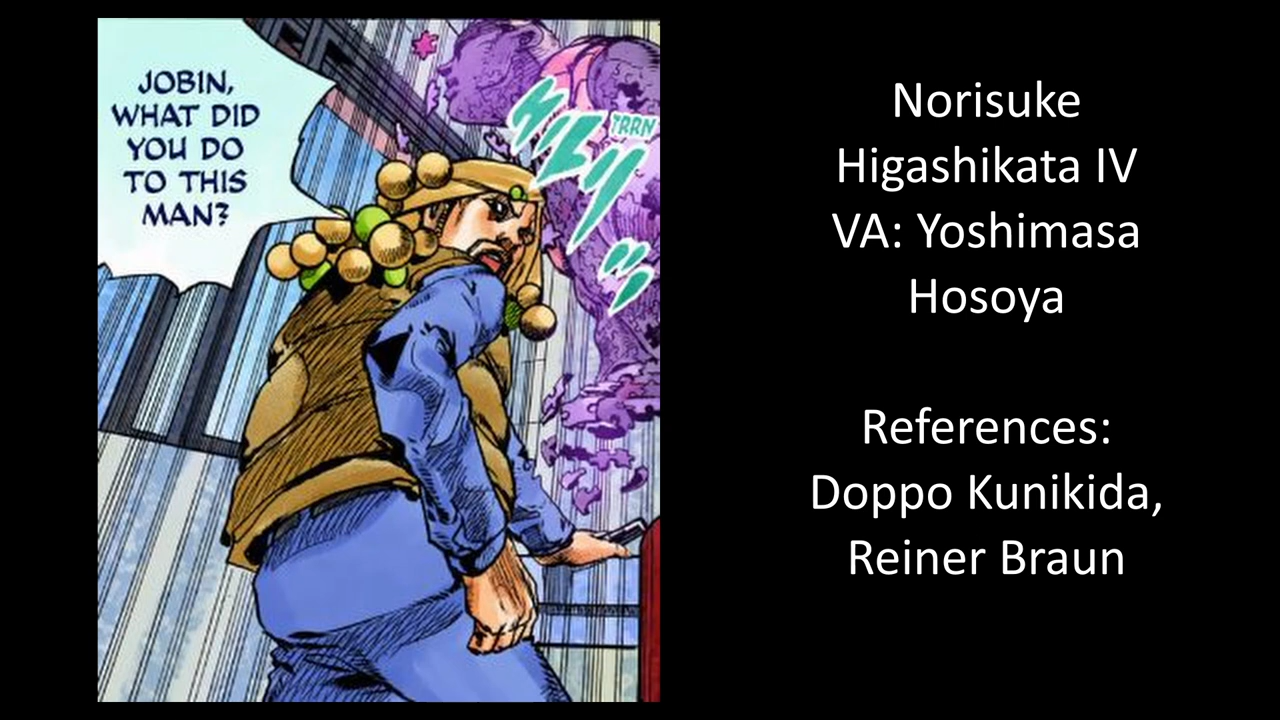 JOBIN,
WHAT DID
YOU DO
TO THIS
MAN?
TRRN
Norisuke
Higashikata IV
VA: Yoshimasa
Hosoya
References:
Doppo Kunikida,
Reiner Braun